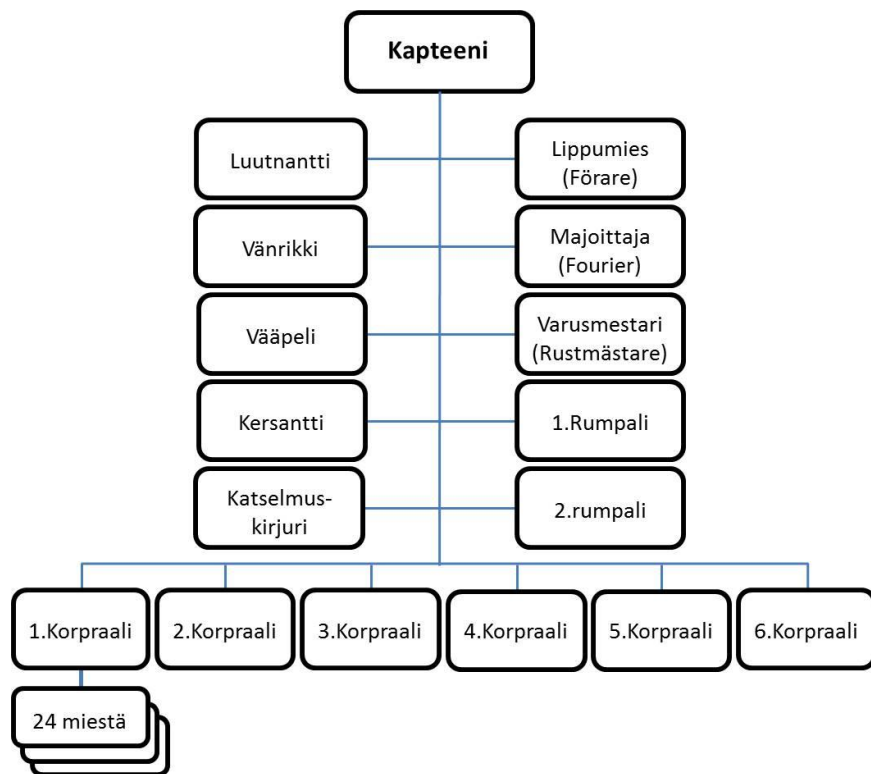 Kapteeni
Luutnantti
Lippumies
(Förare)
Vänrikki
Majoittaja
(Fourier)
Vääpeli
Varusmestari
(Rustmästare)
Kersantti
1.Rumpali
Katselmus-
kirjuri
2.rumpali
1.Korpraali
2.Korpraali
3.Korpraali
4.Korpraali
5.Korpraali
6.Korpraali
24 miestä